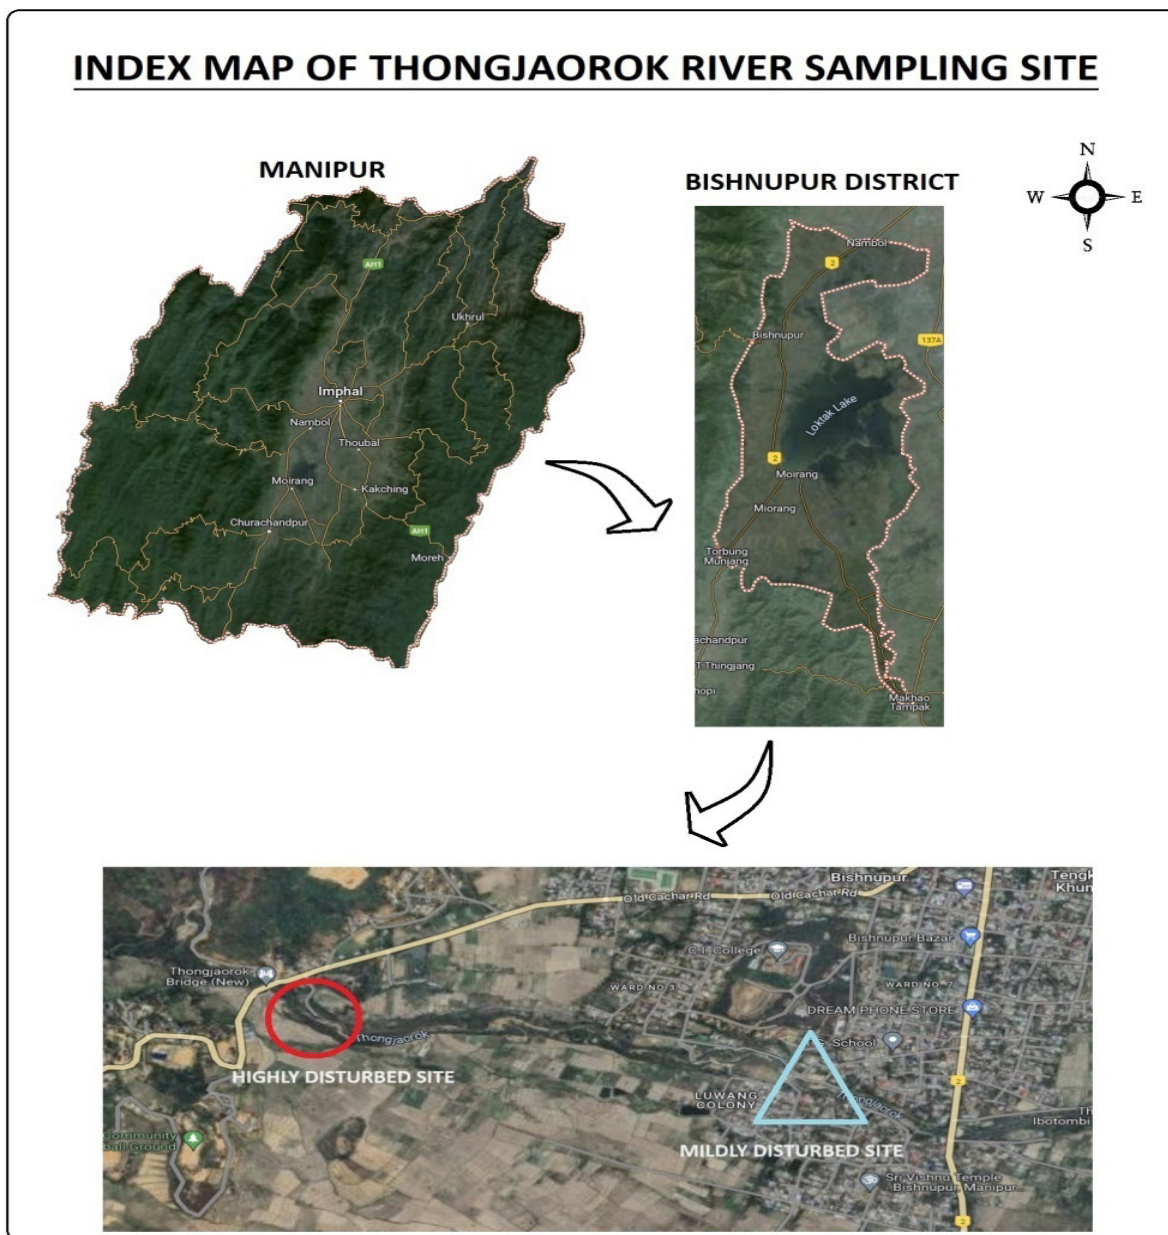 INDEX MAP OF THONGJAOROK RIVER SAMPLING SITE
MANIPUR
AH1
Ukhrul
Imphal
Nambol
Thoubal
Moirang
Kakching
Churachandpur
AH1
Moreh
BISHNUPUR DISTRICT
N
W
E
S
Nambol
2
Bishnupur
137A
Loktak Lake
2
Moirang
Miorang
Torbung
Munjang
achandpur
T.Thingjang
hopi
Makhao
Tampak
Bishnupur
Tengk
Khun
Old Cachar Rd
Old Cachar Rd
C.I. College
Bishnupur Bazar
Thongjaorok
Bridge (New)
WARD NO 3
WARD NO. 7
DREAM PHONE STORE
Thongjaorok
School
HIGHLY DISTURBED SITE
2
LUWANG
COLONY
Thongjaorok
Th
Ibotombi
Community
Hall Ground
MILDLY DISTURBED SITE
Sri Vishnu Temple
Bishnupur, Manipur...
2